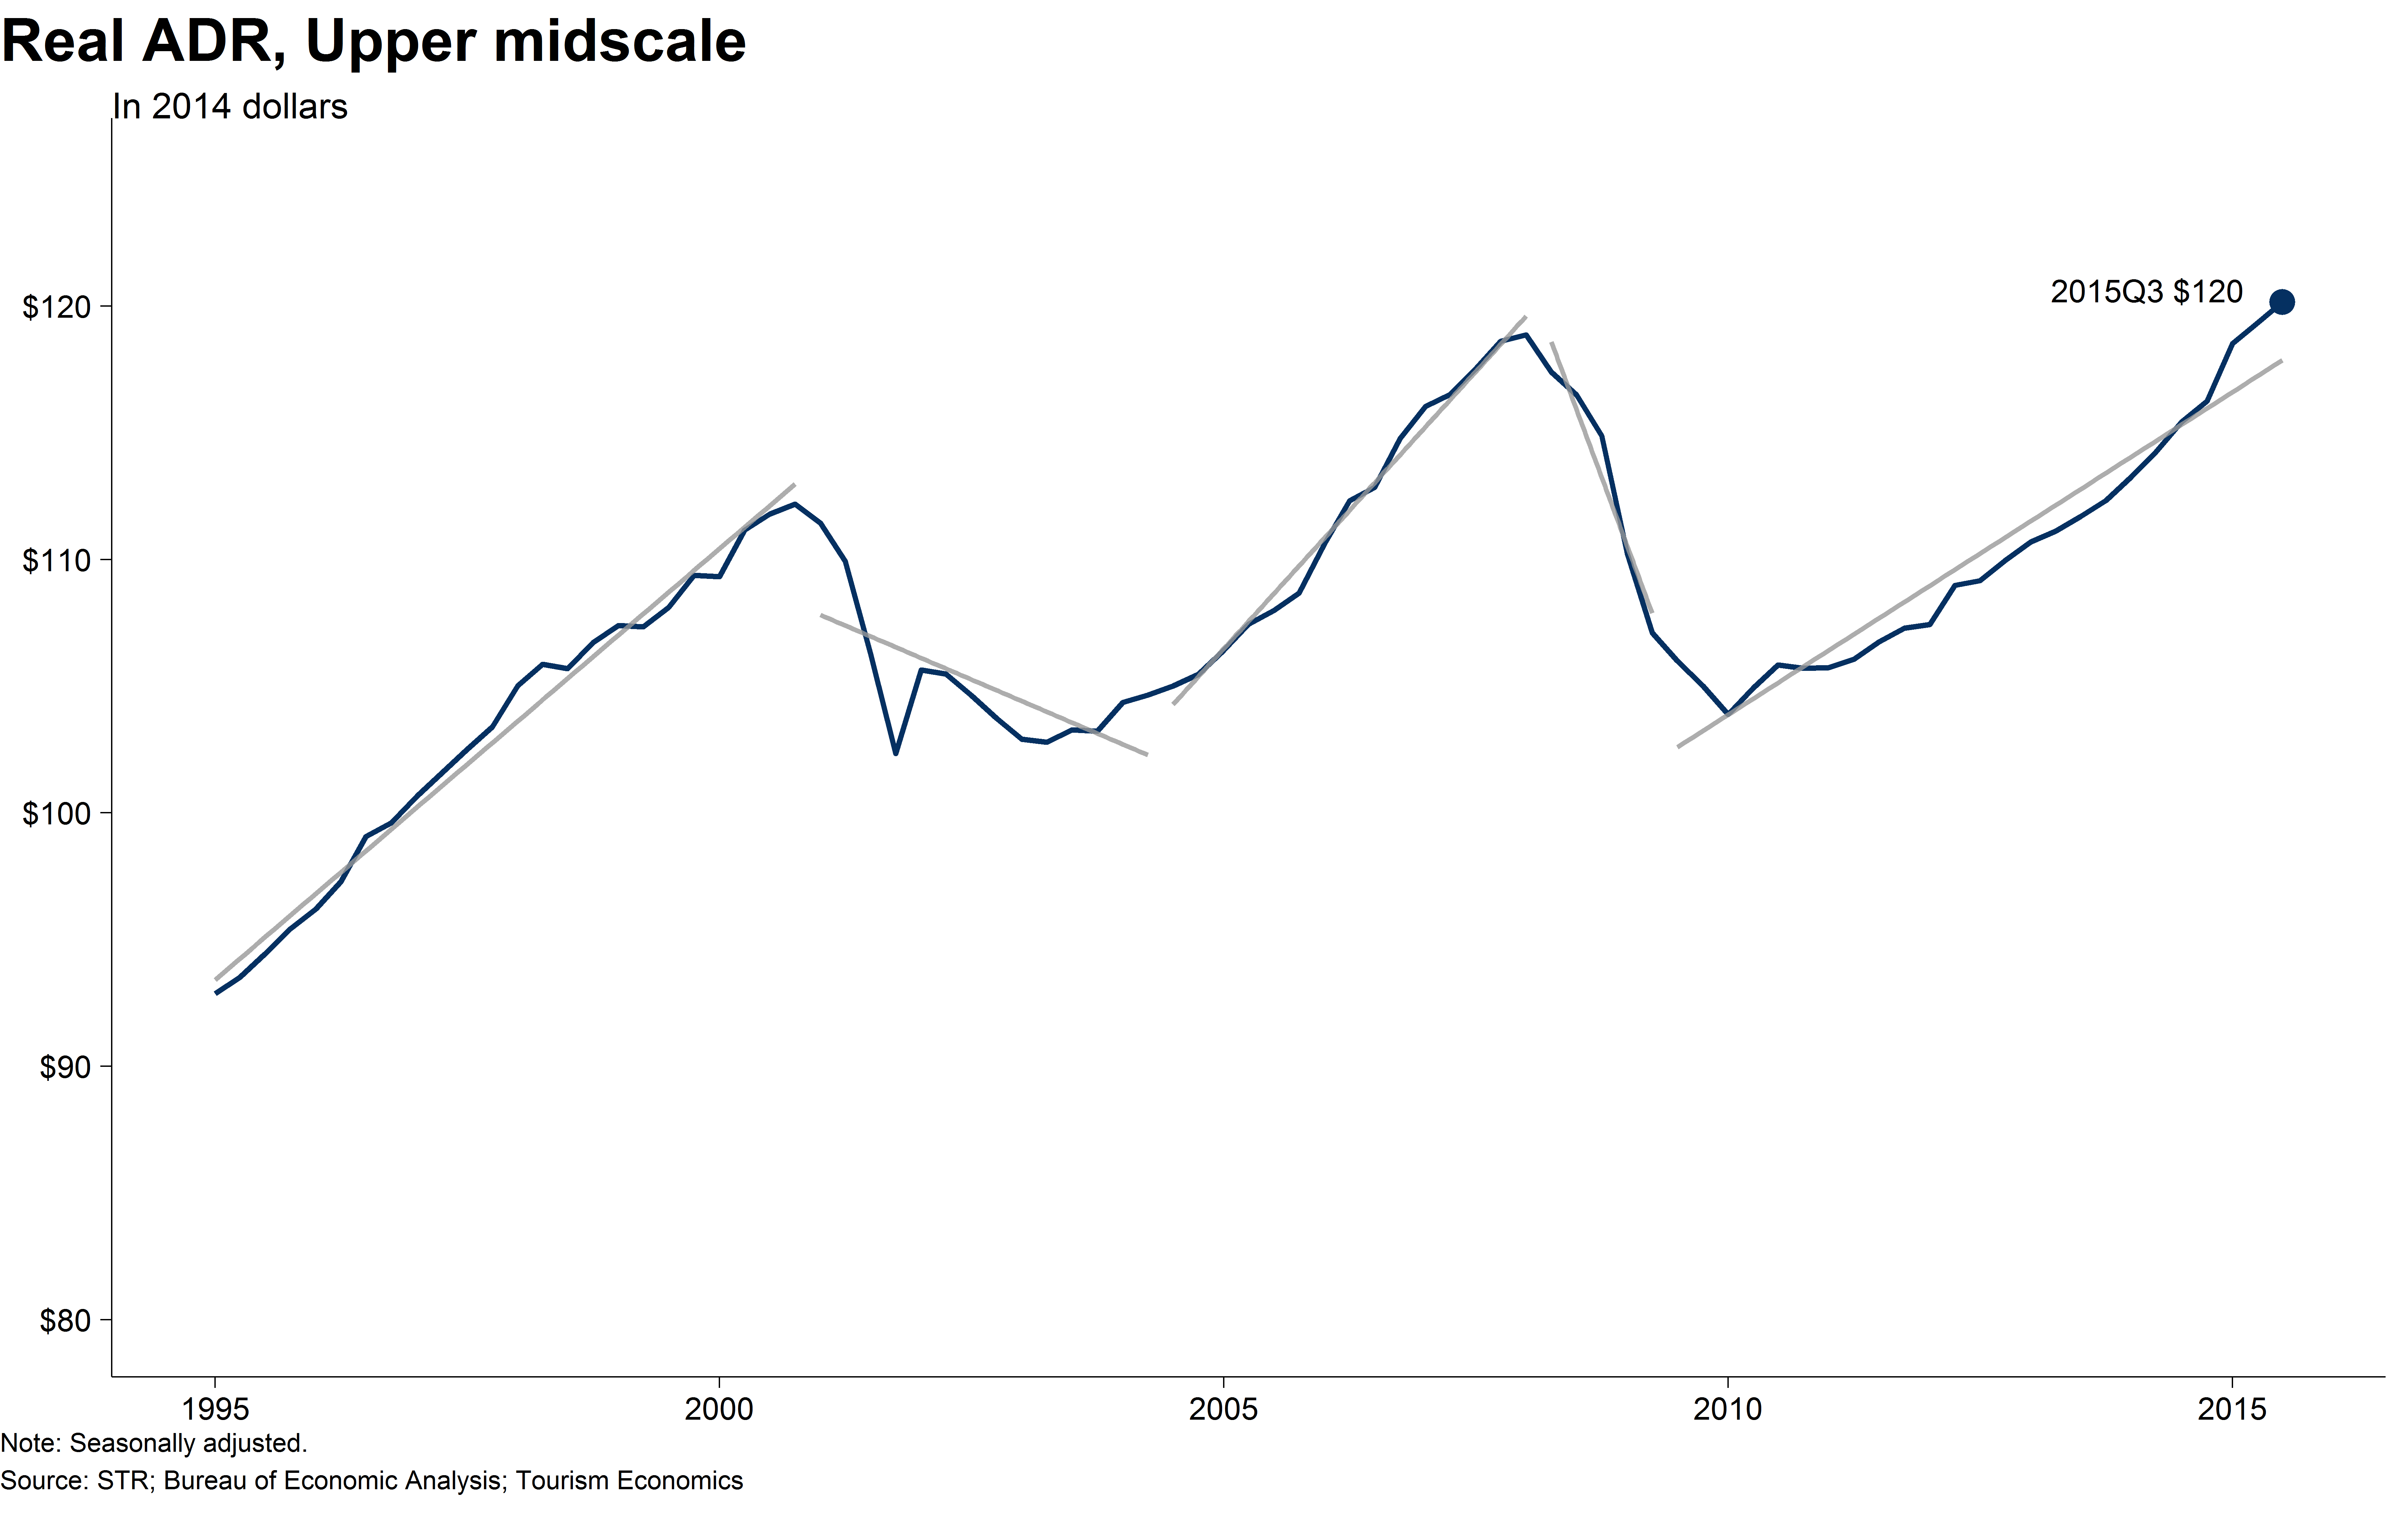 Real ADR, Upper midscale
In 2014 dollars
2015Q3 $120
$120
$110
$100
$90
$80
1995 2000 2005 2010 2015
Note: Seasonally adjusted.
Source: STR; Bureau of Economic Analysis; Tourism Economics